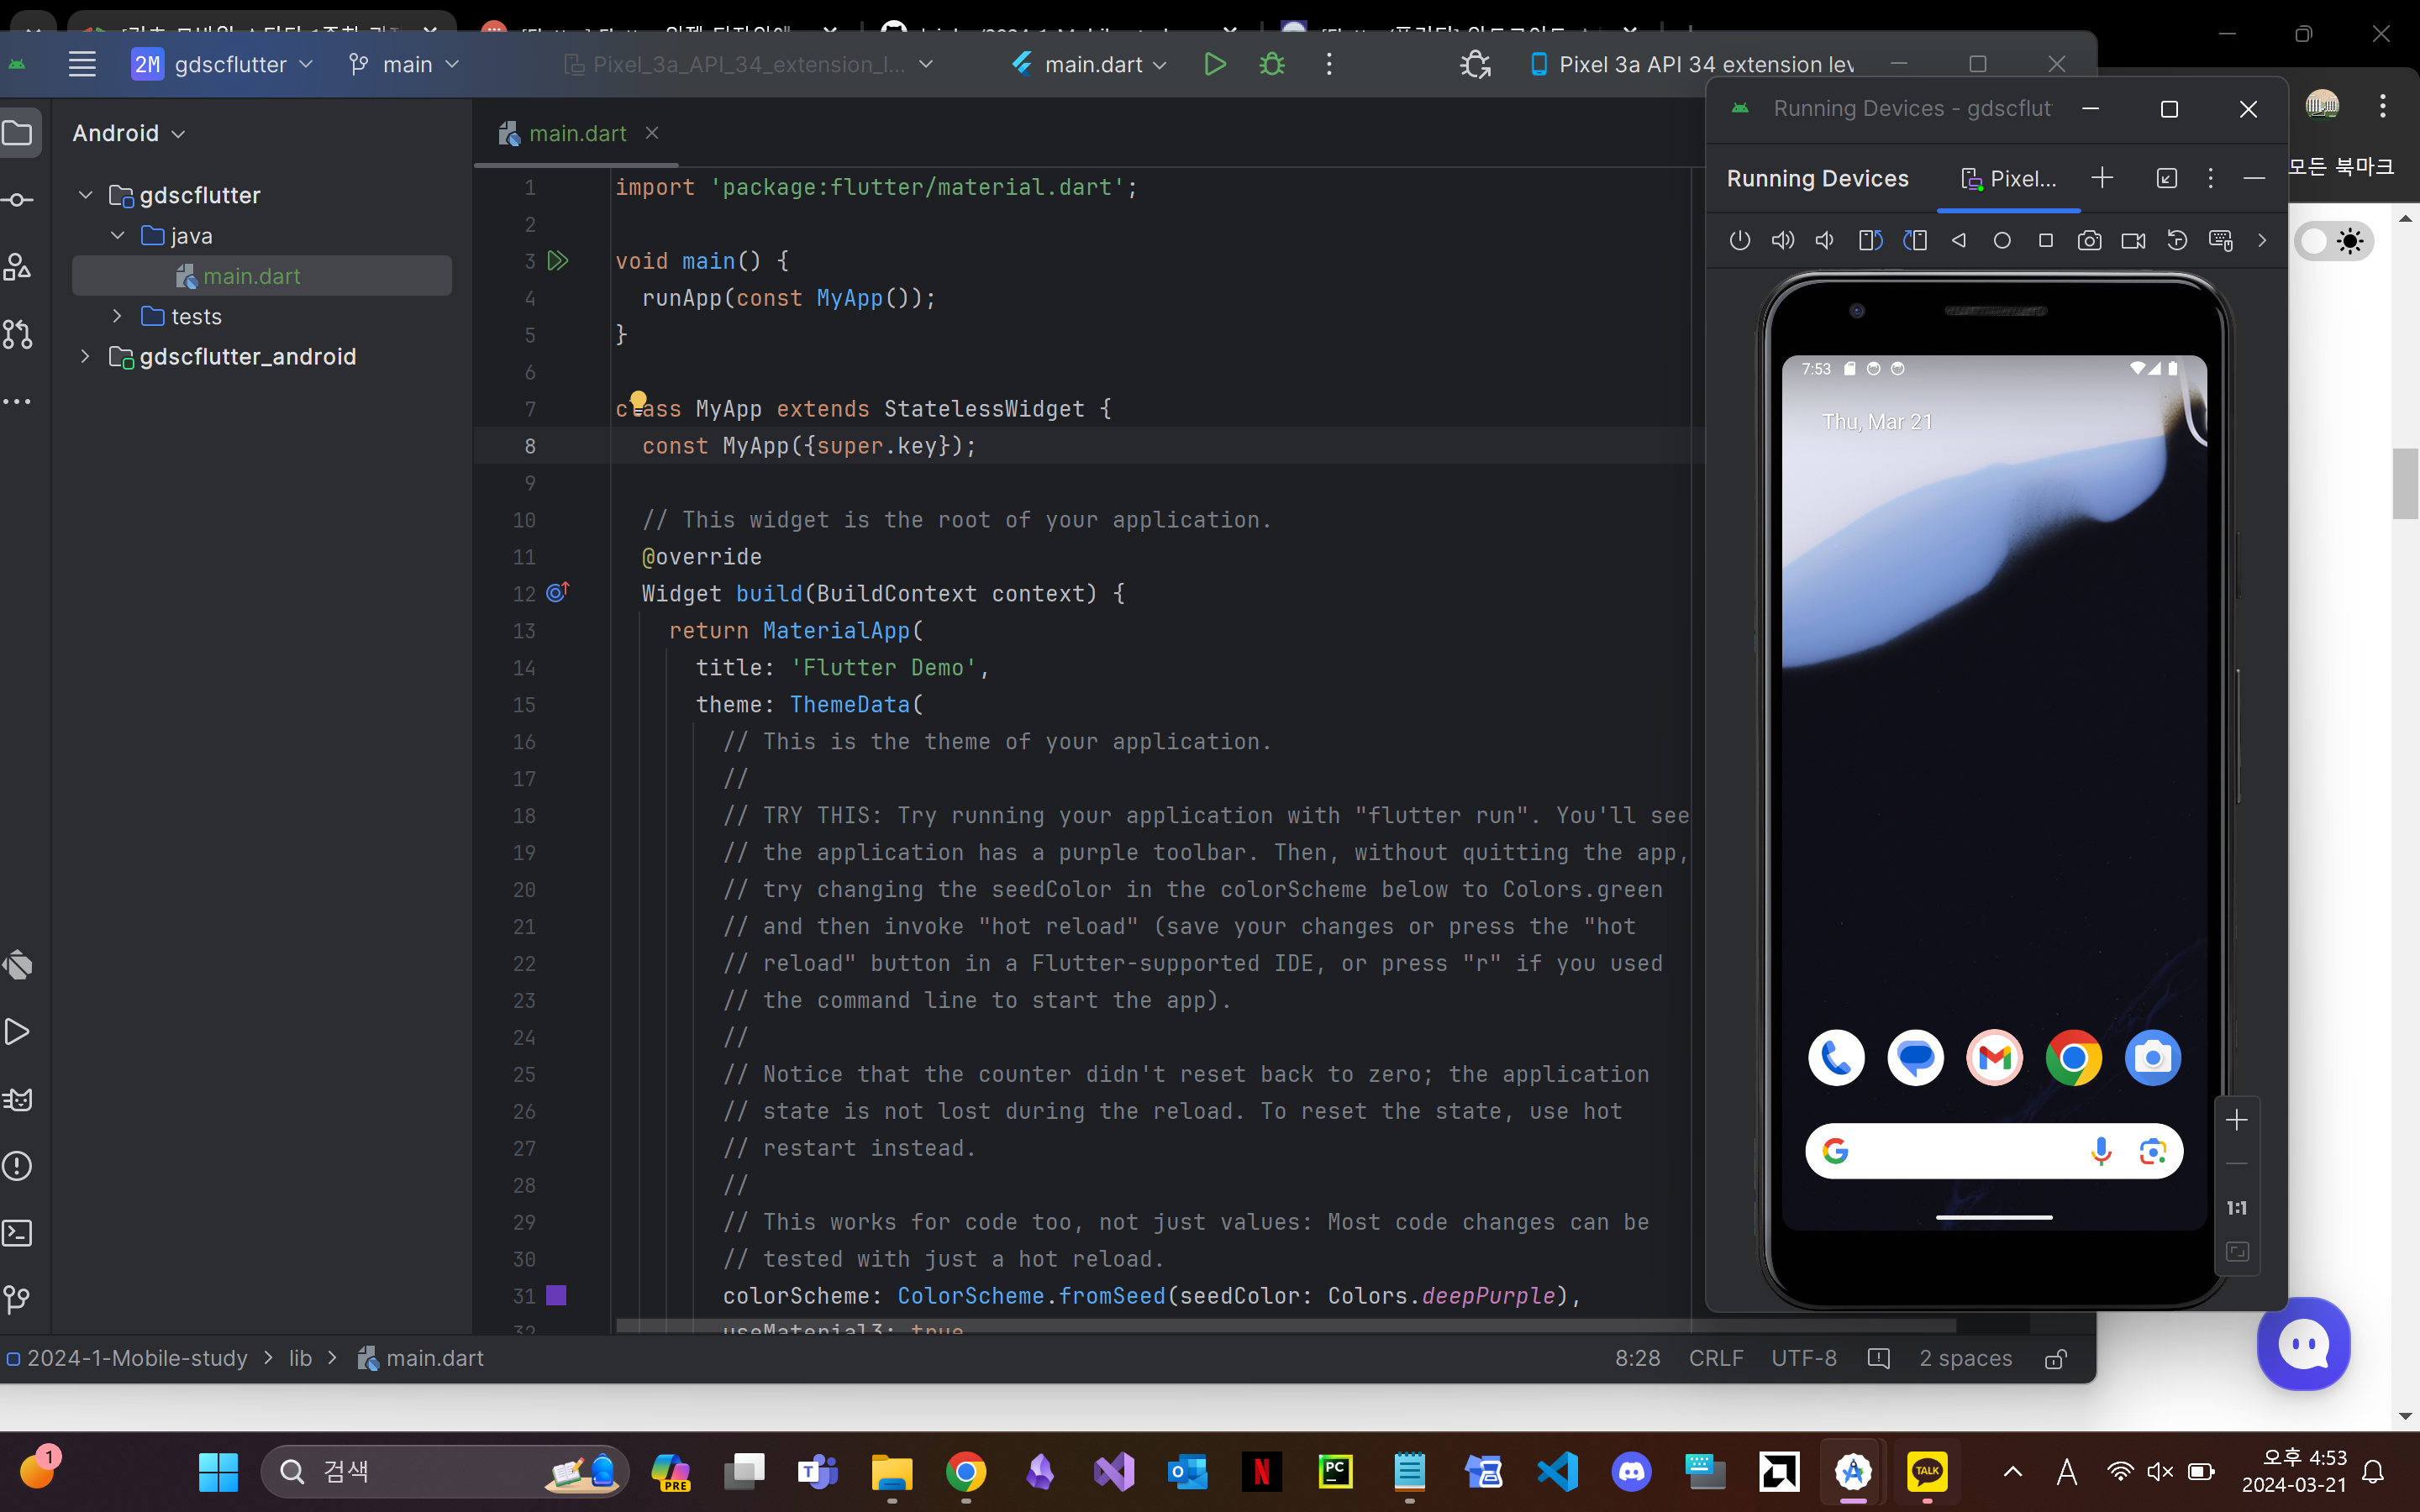 2M gdscflutter
main
Pixel_3a_API_34_extension_l...
main.dart
Pixel 3a API 34 extension lev
Android
gdscflutter
java
main.dart
tests
gdscflutter_android
main.dart
1 import 'package:flutter/material.dart';
2
3 void main() {
4 runApp(const MyApp());
5 }
6
7 class MyApp extends StatelessWidget {
8 const MyApp({super.key});
9
10 // This widget is the root of your application.
11 @override
12 Widget build(BuildContext context) {
13 return MaterialApp(
14 title: 'Flutter Demo',
15 theme: ThemeData(
16 // This is the theme of your application.
17 //
18 // TRY THIS: Try running your application with "flutter run". You'll see
19 // the application has a purple toolbar. Then, without quitting the app,
20 // try changing the seedColor in the colorScheme below to Colors.green
21 // and then invoke "hot reload" (save your changes or press the "hot
22 // reload" button in a Flutter-supported IDE, or press "r" if you used
23 // the command line to start the app).
24 //
25 // Notice that the counter didn't reset back to zero; the application
26 // state is not lost during the reload. To reset the state, use hot
27 // restart instead.
28 //
29 // This works for code too, not just values: Most code changes can be
30 // tested with just a hot reload.
31 colorScheme: ColorScheme.fromSeed(seedColor: Colors.deepPurple),
32 useMaterial3: true
Running Devices - gdscflut
Running Devices
Pixel...
모든 북마크
7:53
Thu, Mar 21
1:1
2024-1-Mobile-study > lib > main.dart
8:28 CRLF UTF-8 2 spaces
1
검색
PRE
T
N
PC
TALK
A
오후 4:53
2024-03-21